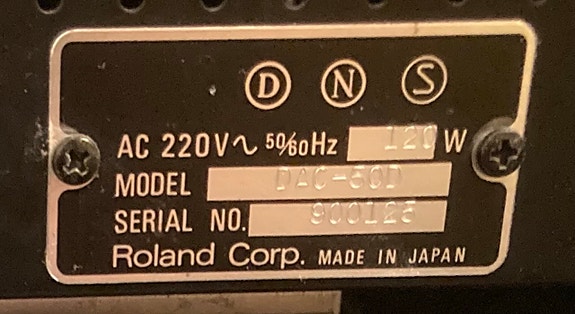 D N S
AC 220V~ 50/60Hz 120 W
MODEL DAC-50D
SERIAL NO. 900125
Roland Corp. MADE IN JAPAN